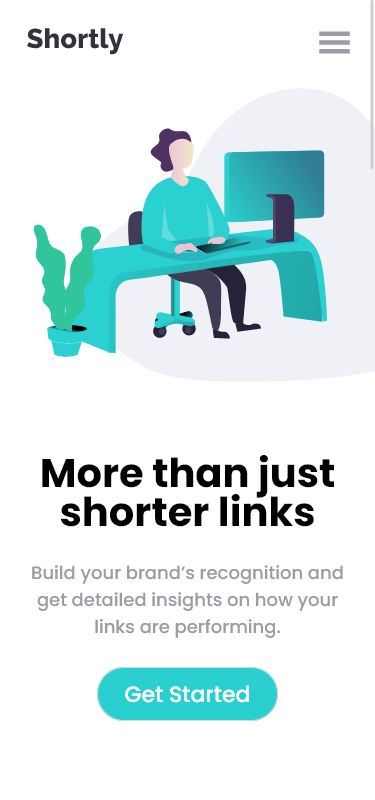 Shortly
More than just
shorter links
Build your brand’s recognition and
get detailed insights on how your
links are performing.
Get Started